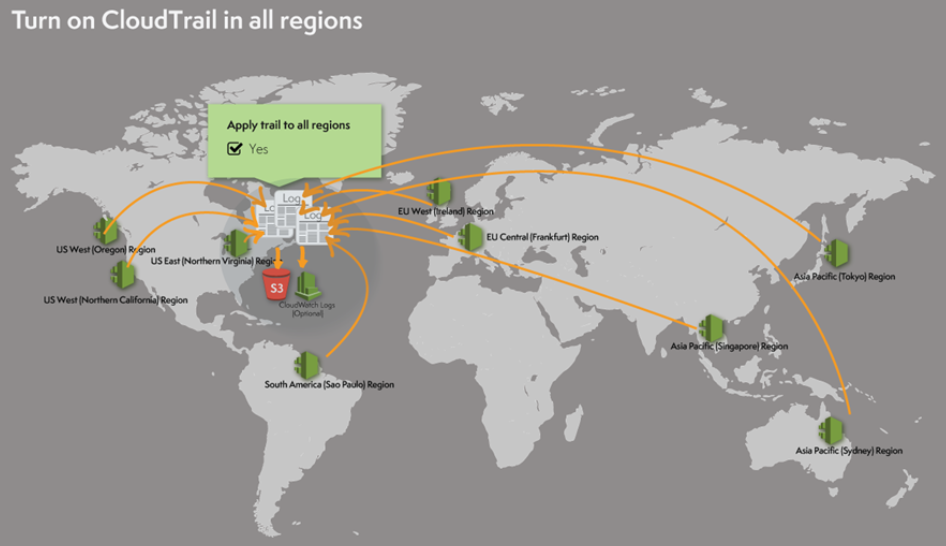 Turn on CloudTrail in all regions
Apply trail to all regions
Yes
Log
Log
EU West (Ireland) Region
US West (Oregon) Region
US East (Northern Virginia) Region
EU Central (Frankfurt) Region
Asia Pacific (Tokyo) Region
US West (Northern California) Region
S3
CloudWatch Logs
(Optional)
Asia Pacific (Singapore) Region
South America (Sao Paulo) Region
Asia Pacific (Sydney) Region